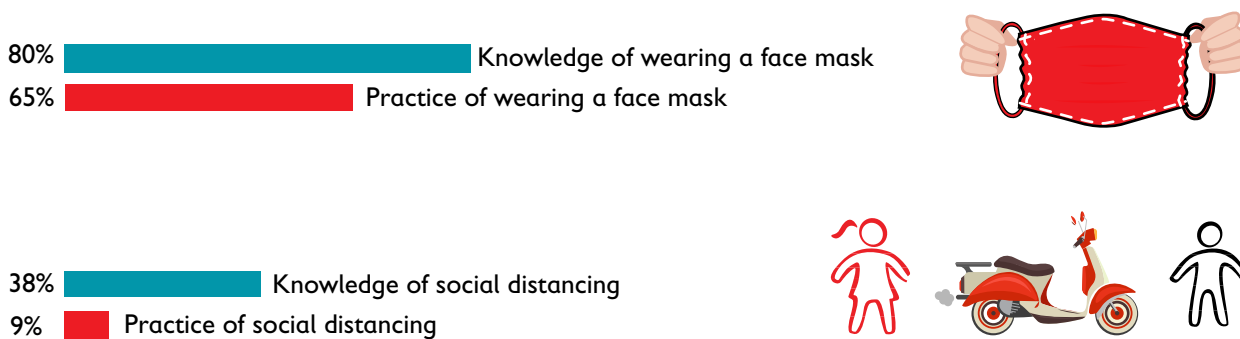 80% Knowledge of wearing a face mask
65% Practice of wearing a face mask
38% Knowledge of social distancing
9% Practice of social distancing